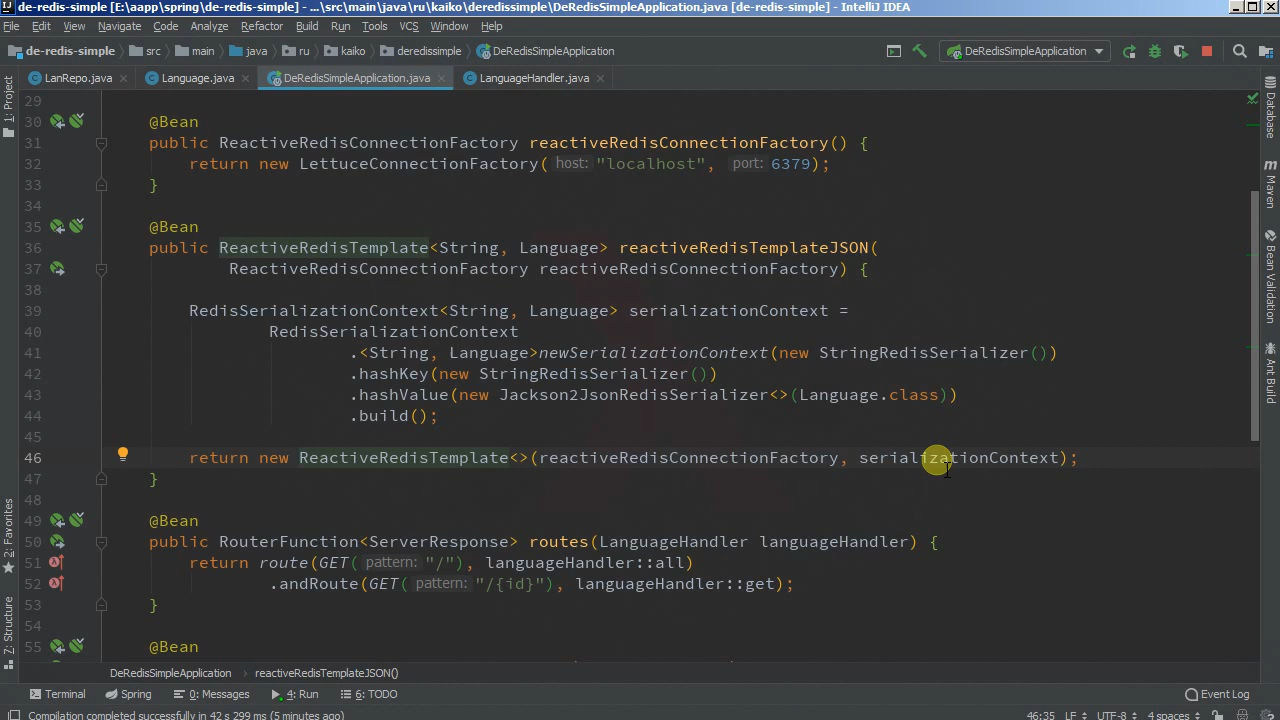 de-redis-simple [E:\aapp\spring\de-redis-simple] - ...\src\main\java\ru\kaiko\deredissimple\DeRedisSimpleApplication.java [de-redis-simple] - IntelliJ IDEA
File Edit View Navigate Code Analyze Refactor Build Run Tools VCS Window Help
de-redis-simple src main java ru kaiko deredissimple DeRedisSimpleApplication DeRedisSimpleApplication
LanRepo.java Language.java DeRedisSimpleApplication.java LanguageHandler.java
29
30 @Bean
31 public ReactiveRedisConnectionFactory reactiveRedisConnectionFactory() {
32 return new LettuceConnectionFactory( host: "localhost", port: 6379);
33 }
34
35 @Bean
36 public ReactiveRedisTemplate<String, Language> reactiveRedisTemplateJSON(
37 ReactiveRedisConnectionFactory reactiveRedisConnectionFactory) {
38
39 RedisSerializationContext<String, Language> serializationContext =
40 RedisSerializationContext
41 .<String, Language>newSerializationContext(new StringRedisSerializer())
42 .hashKey(new StringRedisSerializer())
43 .hashValue(new Jackson2JsonRedisSerializer<>(Language.class))
44 .build();
45
46 return new ReactiveRedisTemplate<>(reactiveRedisConnectionFactory, serializationContext);
47 }
48
49 @Bean
50 public RouterFunction<ServerResponse> routes(LanguageHandler languageHandler) {
51 return route(GET( pattern: "/"), languageHandler::all)
52 .andRoute(GET( pattern: "/{id}"), languageHandler::get);
53 }
54
55 @Bean
DeRedisSimpleApplication › reactiveRedisTemplateJSON()
1: Project
2: Favorites
Z: Structure
Database
Maven
Bean Validation
Ant Build
Terminal Spring 0: Messages 4: Run 6: TODO Event Log
Compilation completed successfully in 42 s 299 ms (5 minutes ago) 46:35 LF UTF-8 4 spaces